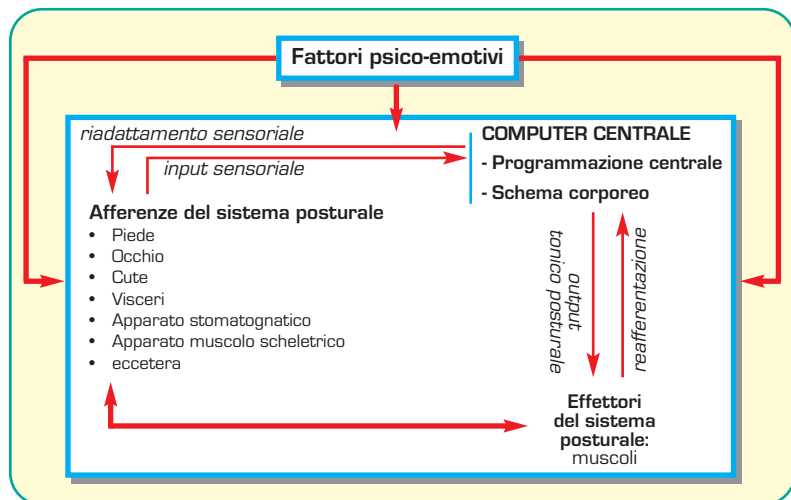 Fattori psico-emotivi
riadattamento sensoriale
input sensoriale
COMPUTER CENTRALE
- Programmazione centrale
- Schema corporeo
Afferenze del sistema posturale
• Piede
• Occhio
• Cute
• Visceri
• Apparato stomatognatico
• Apparato muscolo scheletrico
• eccetera
output
tonico posturale
reafferentazione
Effettori
del sistema
posturale:
muscoli